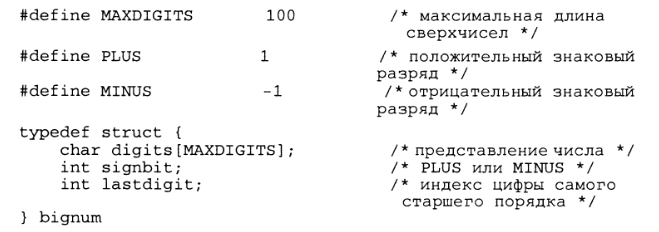 #define MAXDIGITS 100 /* максимальная длина
сверхчисел */
#define PLUS 1 /* положительный знаковый
разряд */
#define MINUS -1 /* отрицательный знаковый
разряд */
typedef struct {
char digits[MAXDIGITS]; /* представление числа */
int signbit; /* PLUS или MINUS */
int lastdigit; /* индекс цифры самого
старшего порядка */
} bignum